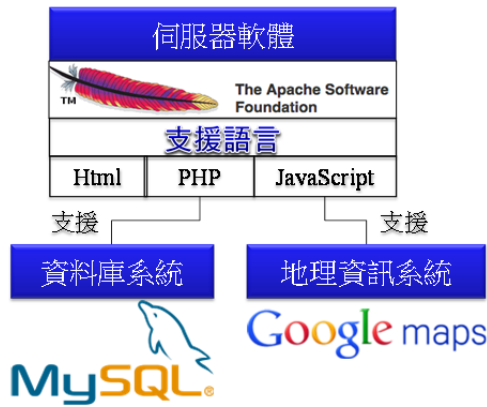 伺服器軟體
TM
The Apache Software
Foundation
支援語言
Html PHP JavaScript
支援 支援
資料庫系統 地理資訊系統
Google maps
MySQL®